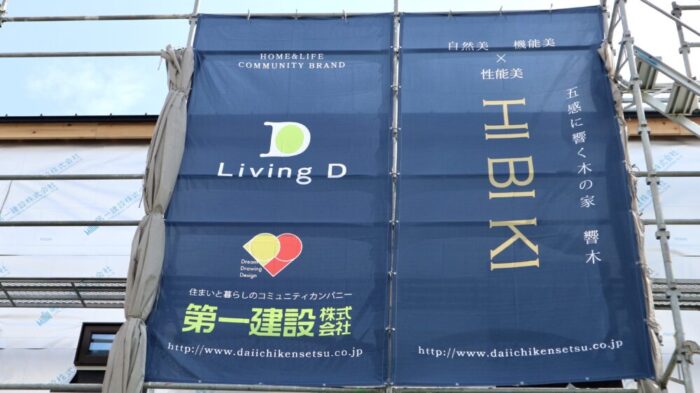 HOME&LIFE
COMMUNITY BRAND
D
Living D
Dream
Drawing
Design
住まいと暮らしのコミュニティカンパニー
第一建設株式会社
http://www.daiichikensetsu.co.jp
自然美 × 機能美
性能美
HIBIKI
五感に響く木の家 響木
http://www.daiichikensetsu.co.jp